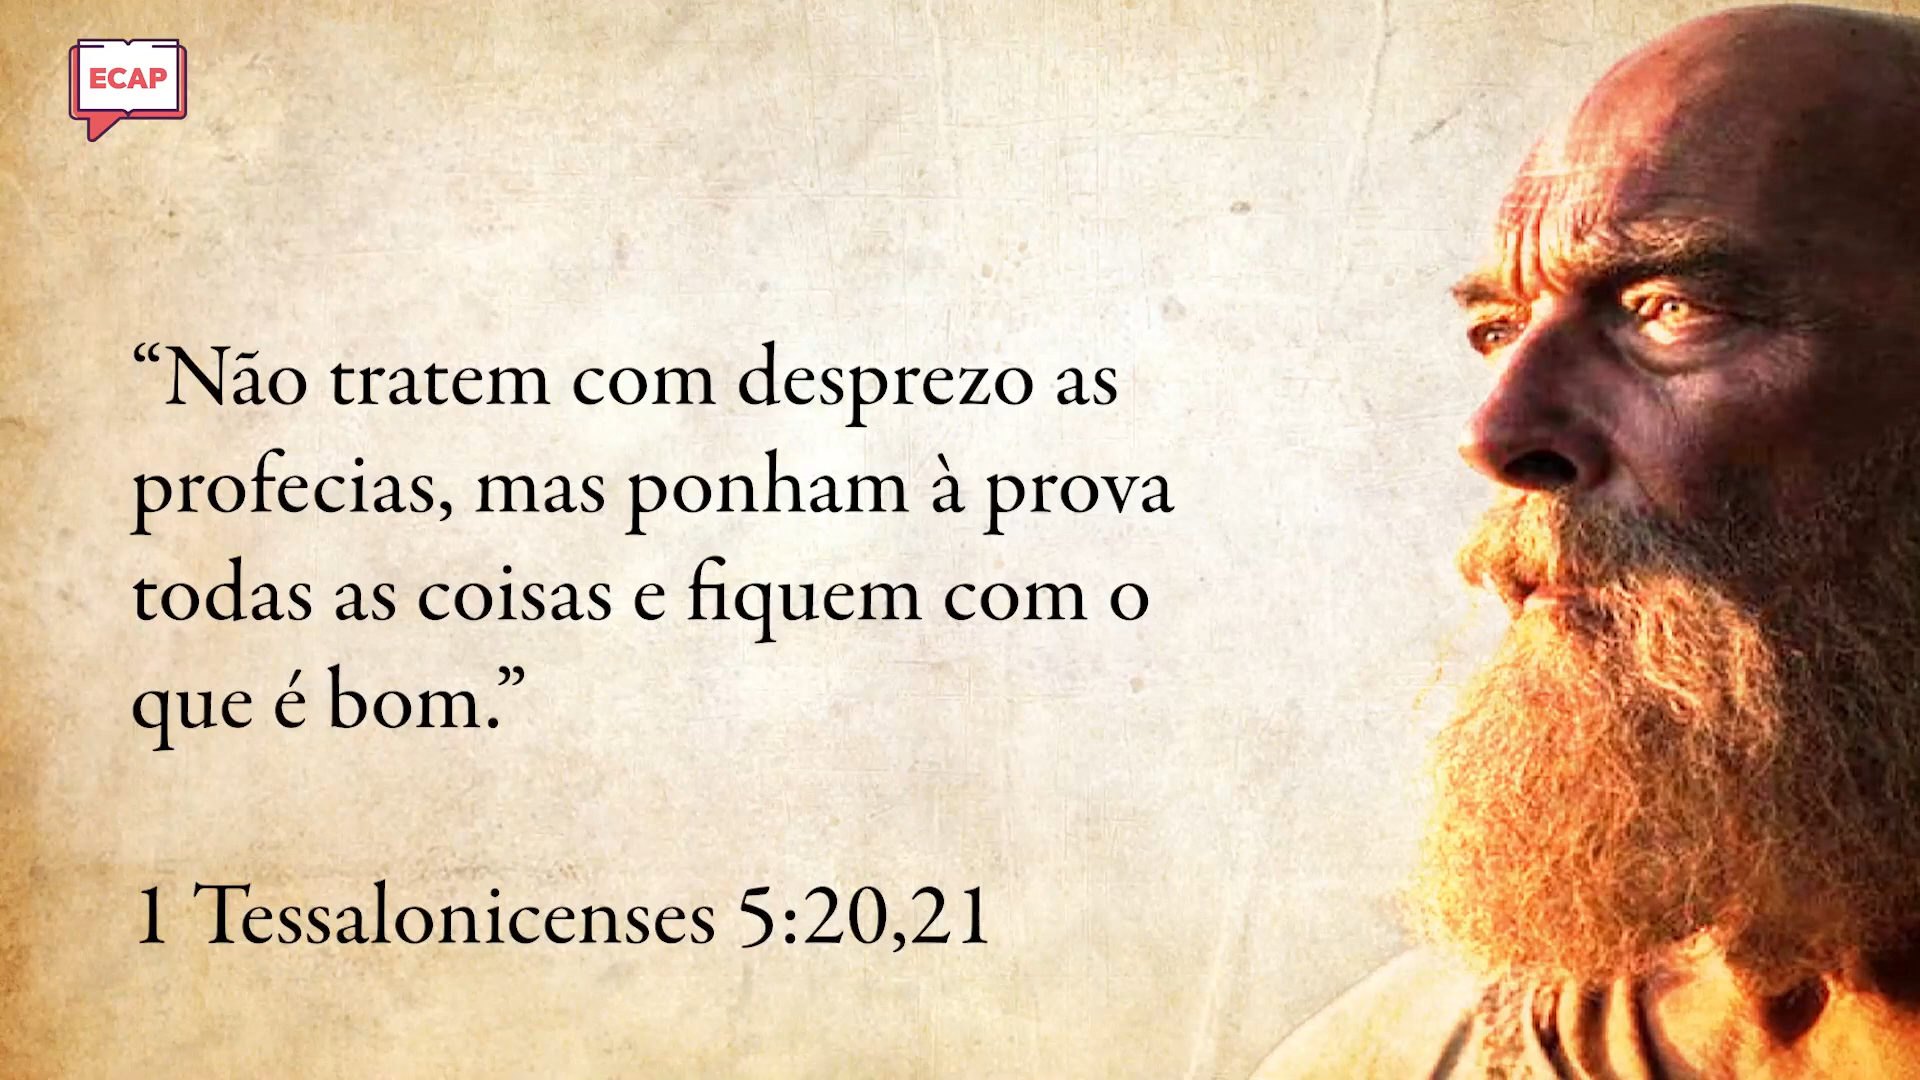 ECAP
“Não tratem com desprezo as
profecias, mas ponham à prova
todas as coisas e fiquem com o
que é bom.”
1 Tessalonicenses 5:20,21